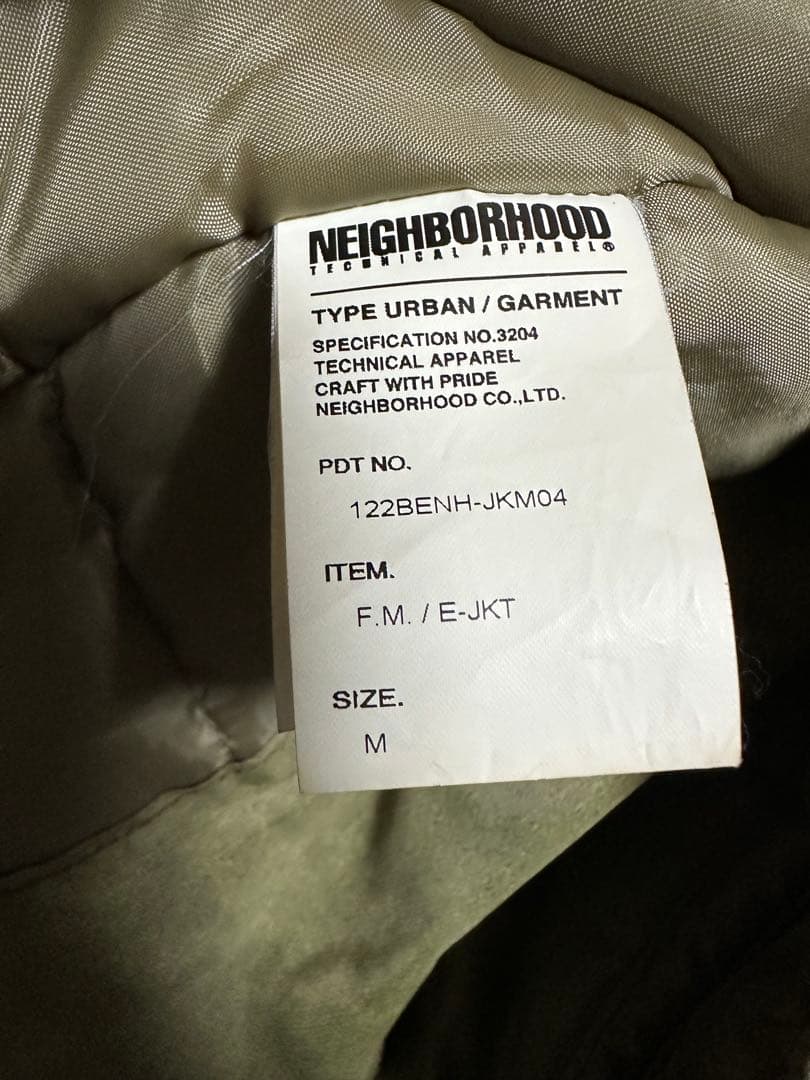 NEIGHBORHOOD
TECHNICAL APPAREL®
TYPE URBAN / GARMENT
SPECIFICATION NO.3204
TECHNICAL APPAREL
CRAFT WITH PRIDE
NEIGHBORHOOD CO.,LTD.
PDT NO.
122BENH-JKM04
ITEM.
F.M. / E-JKT
SIZE.
M